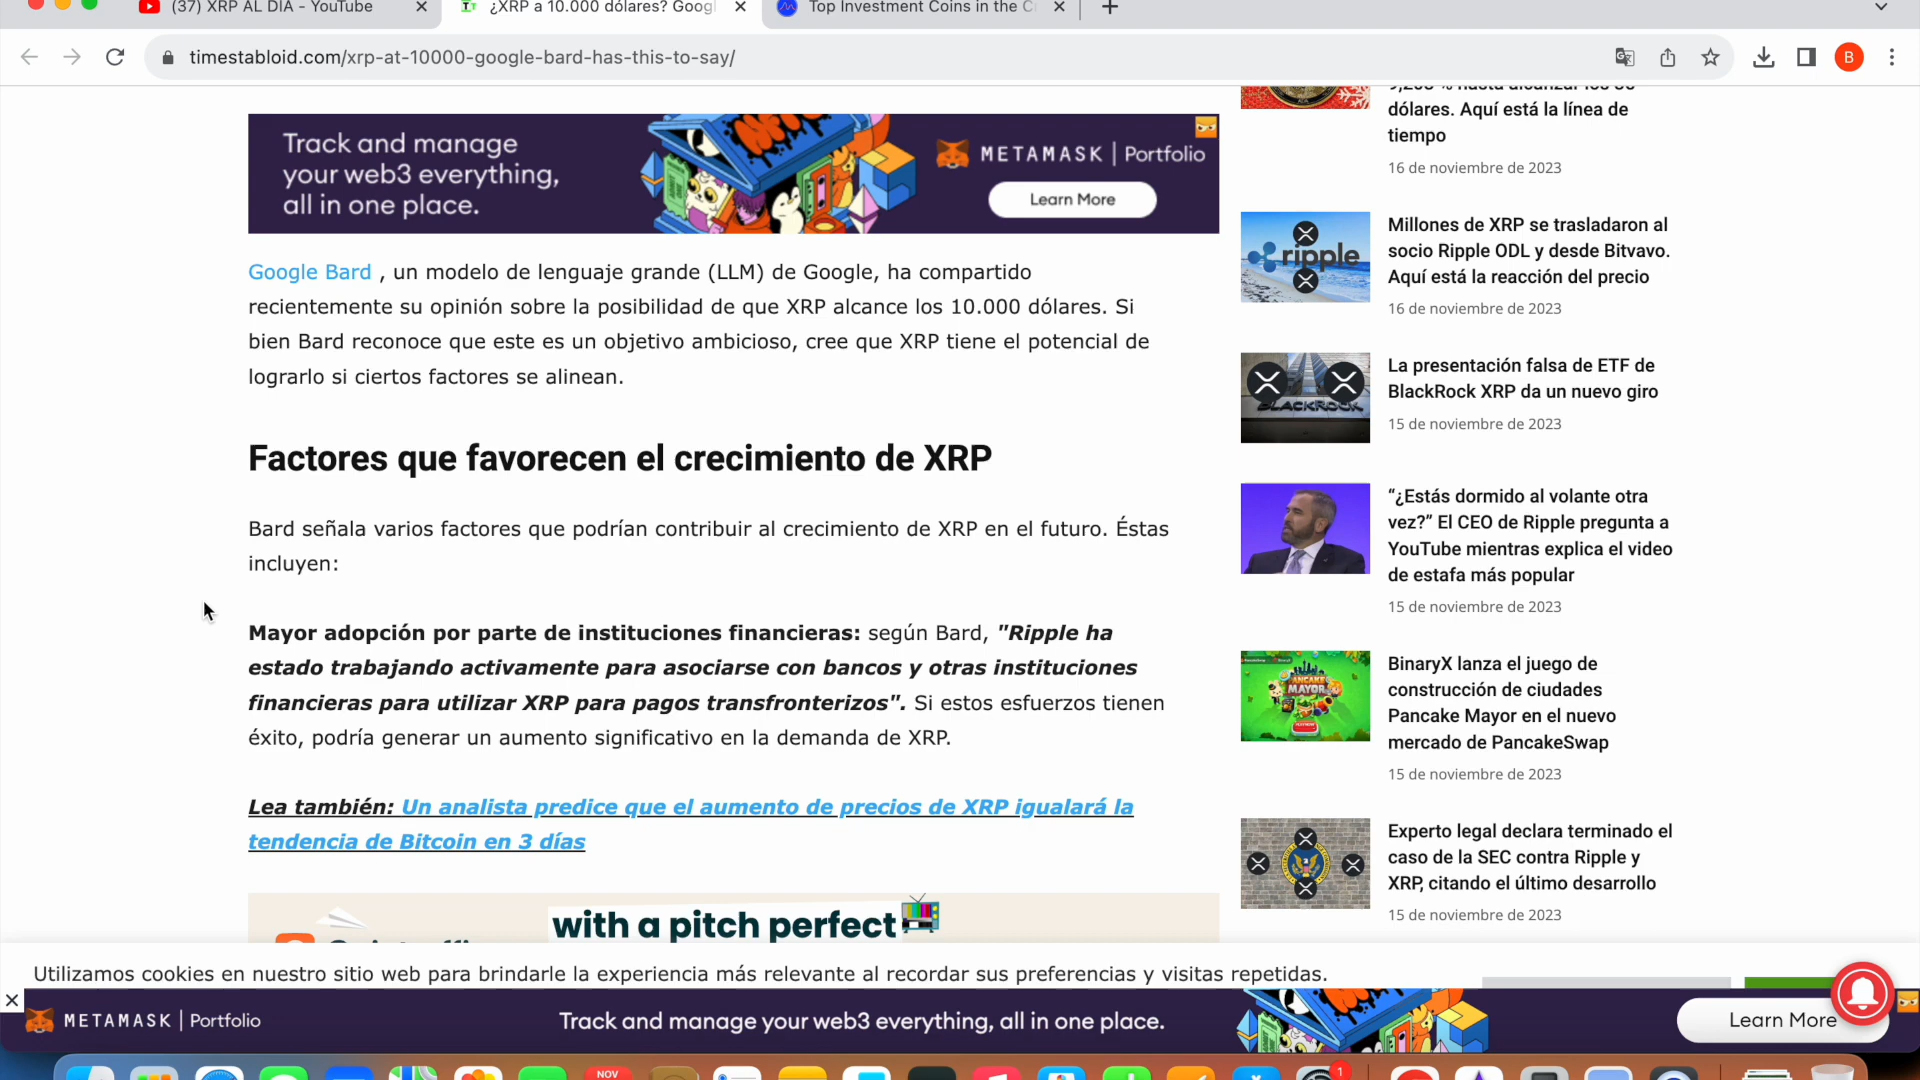 (37) XRP AL DIA - YouTube
¿XRP a 10.000 dólares? Googl
Top Investment Coins in the C
timestabloid.com/xrp-at-10000-google-bard-has-this-to-say/
B
Track and manage
your web3 everything,
all in one place.
METAMASK | Portfolio
Learn More
Google Bard , un modelo de lenguaje grande (LLM) de Google, ha compartido
recientemente su opinión sobre la posibilidad de que XRP alcance los 10.000 dólares. Si
bien Bard reconoce que este es un objetivo ambicioso, cree que XRP tiene el potencial de
lograrlo si ciertos factores se alinean.
Factores que favorecen el crecimiento de XRP
Bard señala varios factores que podrían contribuir al crecimiento de XRP en el futuro. Éstas
incluyen:
Mayor adopción por parte de instituciones financieras: según Bard, "Ripple ha
estado trabajando activamente para asociarse con bancos y otras instituciones
financieras para utilizar XRP para pagos transfronterizos". Si estos esfuerzos tienen
éxito, podría generar un aumento significativo en la demanda de XRP.
Lea también: Un analista predice que el aumento de precios de XRP igualará la
tendencia de Bitcoin en 3 días
with a pitch perfect
dólares. Aquí está la línea de
tiempo
16 de noviembre de 2023
ripple
Millones de XRP se trasladaron al
socio Ripple ODL y desde Bitvavo.
Aquí está la reacción del precio
16 de noviembre de 2023
BLACKROCK
La presentación falsa de ETF de
BlackRock XRP da un nuevo giro
15 de noviembre de 2023
“¿Estás dormido al volante otra
vez?” El CEO de Ripple pregunta a
YouTube mientras explica el video
de estafa más popular
15 de noviembre de 2023
PANCAKE
MAYOR
BinaryX lanza el juego de
construcción de ciudades
Pancake Mayor en el nuevo
mercado de PancakeSwap
15 de noviembre de 2023
Experto legal declara terminado el
caso de la SEC contra Ripple y
XRP, citando el último desarrollo
15 de noviembre de 2023
Utilizamos cookies en nuestro sitio web para brindarle la experiencia más relevante al recordar sus preferencias y visitas repetidas.
METAMASK | Portfolio
Track and manage your web3 everything, all in one place.
Learn More
NOV
1